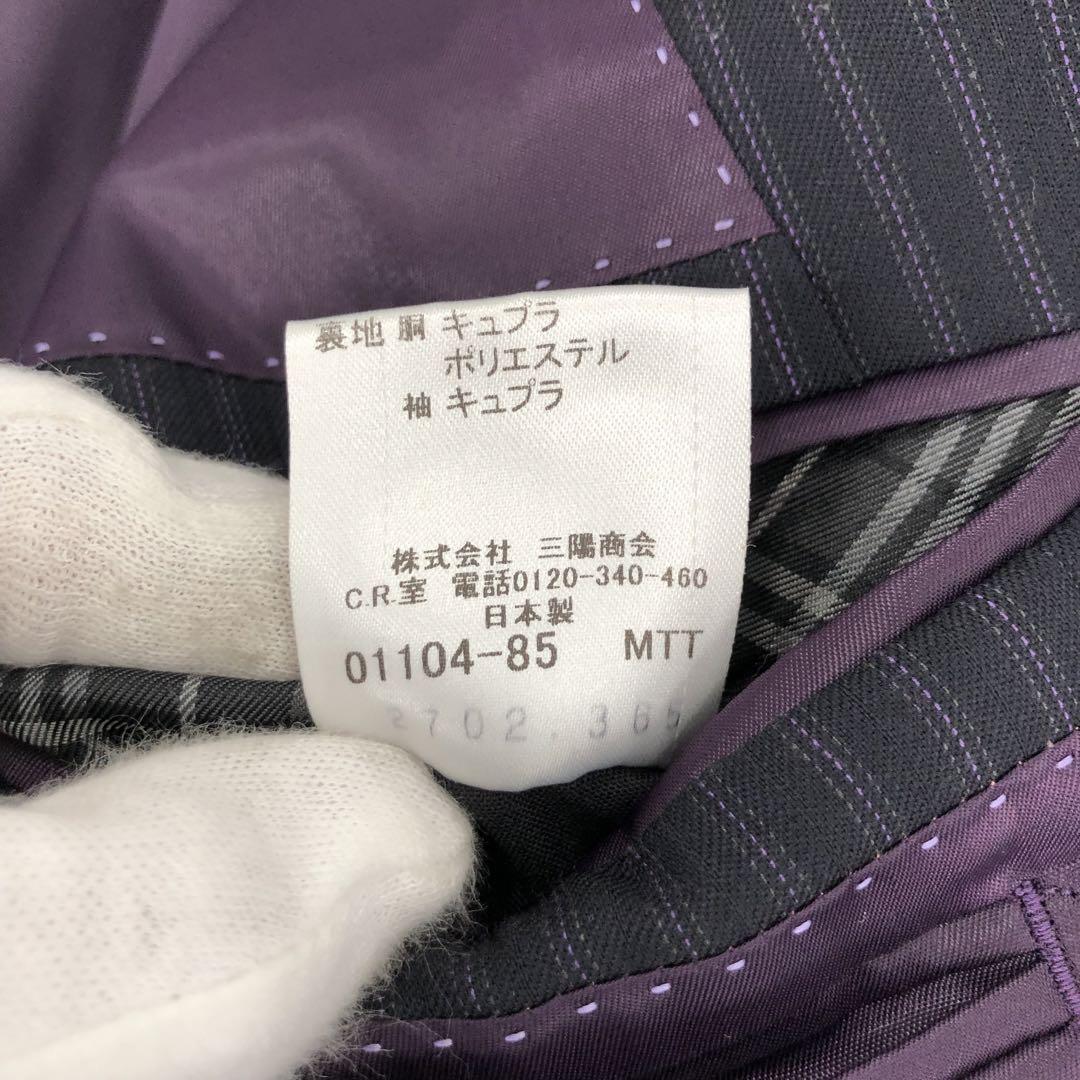 裏地 胴 キュプラ
ポリエステル
袖 キュプラ
株式会社 三陽商会
C.R.室 電話0120-340-460
日本製
01104-85 MTT
2702.365